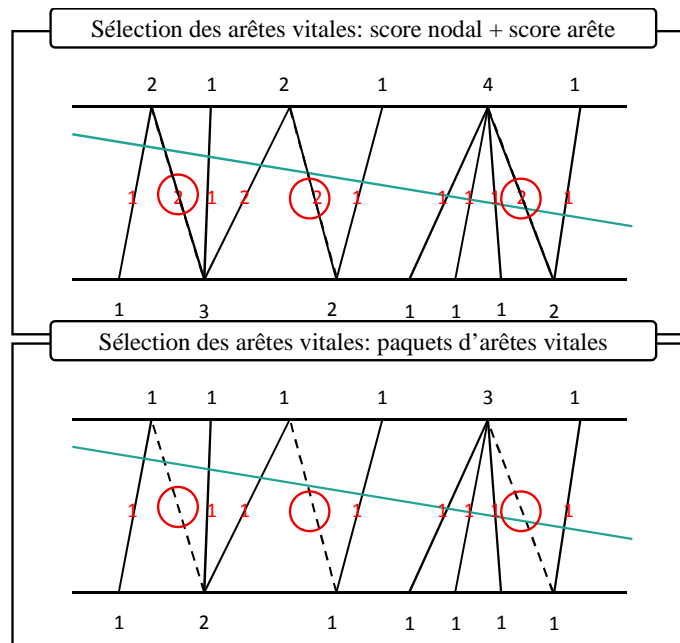 Sélection des arêtes vitales: score nodal + score arête
2 1 2 1 4 1
1 2 1 2 2 1 1 1 1 2 1
1 3 2 1 1 1 2
Sélection des arêtes vitales: paquets d’arêtes vitales
1 1 1 1 3 1
1 1 1 1 1 1 1 1
1 2 1 1 1 1 1